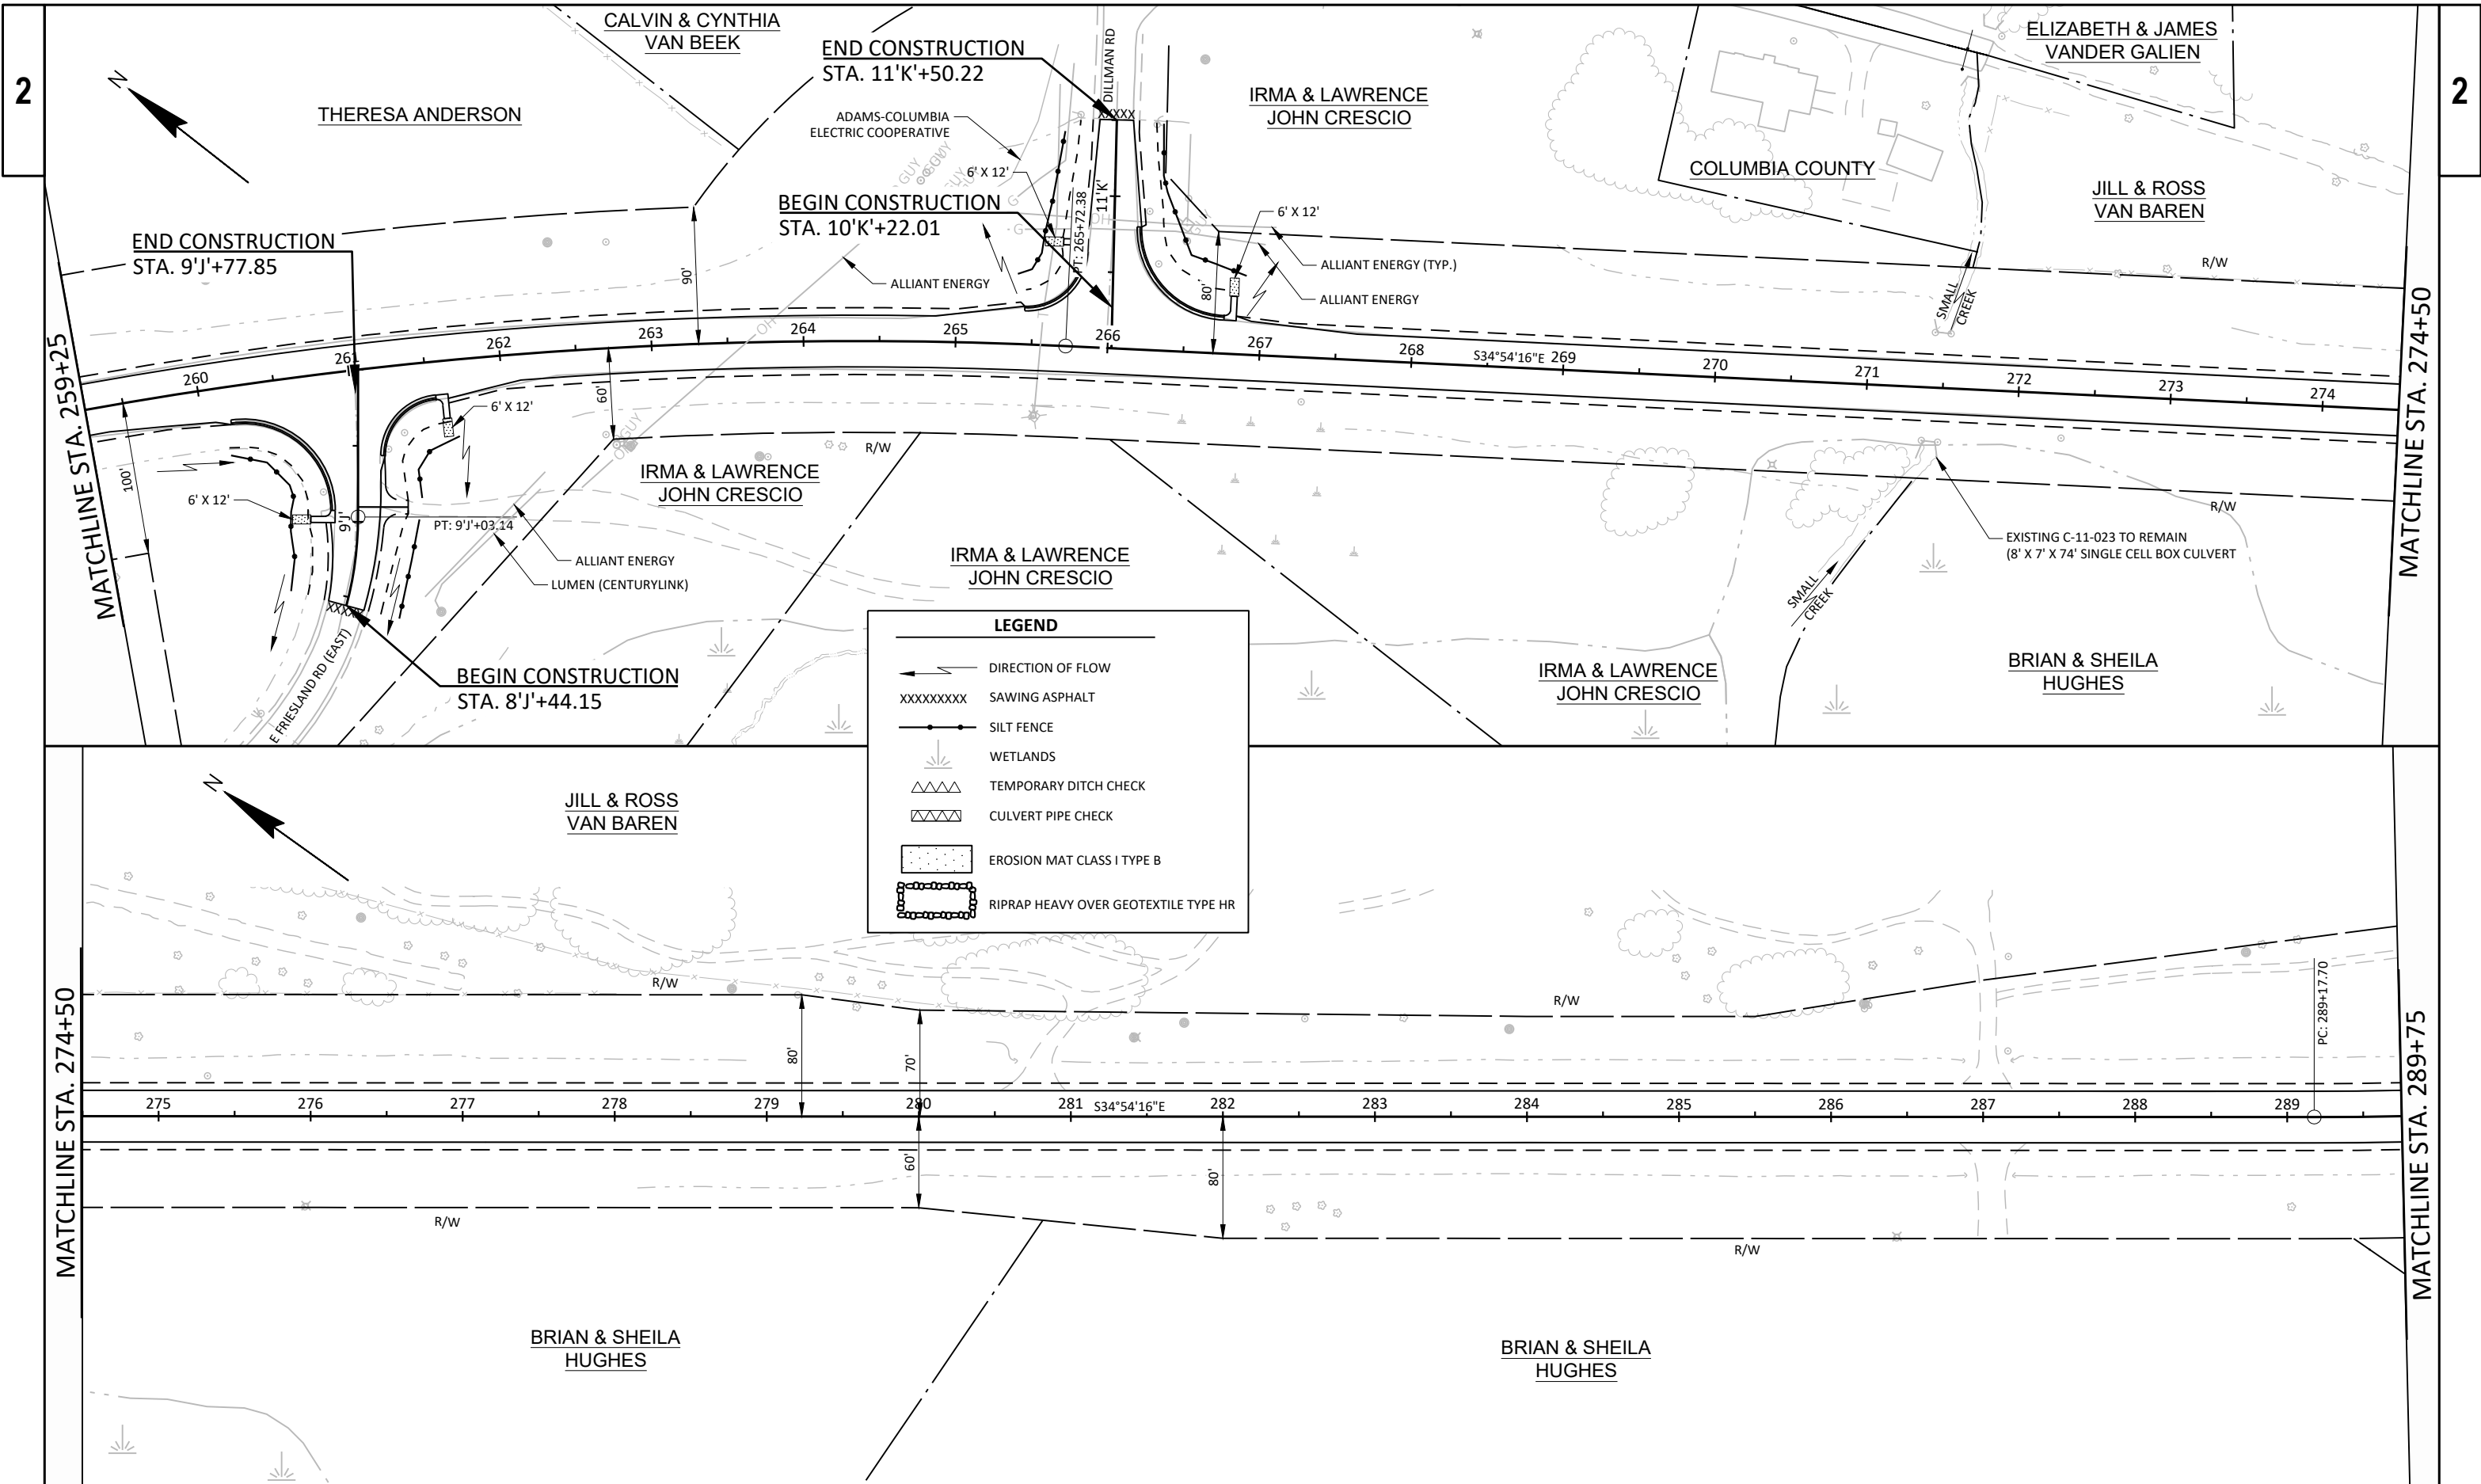 2
2
CALVIN & CYNTHIA
VAN BEEK
END CONSTRUCTION
STA. 11'K'+50.22
DILLMAN RD
ELIZABETH & JAMES
VANDER GALIEN
N
THERESA ANDERSON
ADAMS-COLUMBIA
ELECTRIC COOPERATIVE
XXXXX
IRMA & LAWRENCE
JOHN CRESCIO
GUY
GUY
GUY
6' X 12'
COLUMBIA COUNTY
JILL & ROSS
VAN BAREN
BEGIN CONSTRUCTION
STA. 10'K'+22.01
PT: 265+72.38
11'K'
G
G
OH
6' X 12'
END CONSTRUCTION
STA. 9'J'+77.85
90'
ALLIANT ENERGY
80'
ALLIANT ENERGY (TYP.)
ALLIANT ENERGY
SMALL
CREEK
R/W
MATCHLINE STA. 259+25
MATCHLINE STA. 274+50
OH
260
261
262
263
264
265
266
267
268
S34°54'16"E
269
270
271
272
273
274
100'
60'
6' X 12'
GUY
OH
R/W
6' X 12'
9'J'
PT: 9'J'+03.14
IRMA & LAWRENCE
JOHN CRESCIO
ALLIANT ENERGY
LUMEN (CENTURYLINK)
IRMA & LAWRENCE
JOHN CRESCIO
R/W
EXISTING C-11-023 TO REMAIN
(8' X 7' X 74' SINGLE CELL BOX CULVERT
SMALL
CREEK
XXXX
E FRIESLAND RD (EAST)
BEGIN CONSTRUCTION
STA. 8'J'+44.15
IRMA & LAWRENCE
JOHN CRESCIO
BRIAN & SHEILA
HUGHES
LEGEND
DIRECTION OF FLOW
XXXXXXXXX SAWING ASPHALT
SILT FENCE
WETLANDS
TEMPORARY DITCH CHECK
CULVERT PIPE CHECK
EROSION MAT CLASS I TYPE B
RIPRAP HEAVY OVER GEOTEXTILE TYPE HR
N
JILL & ROSS
VAN BAREN
MATCHLINE STA. 274+50
MATCHLINE STA. 289+75
R/W
R/W
PC: 289+17.70
80'
70'
275
276
277
278
279
280
281
S34°54'16"E
282
283
284
285
286
287
288
289
60'
80'
R/W
R/W
BRIAN & SHEILA
HUGHES
BRIAN & SHEILA
HUGHES